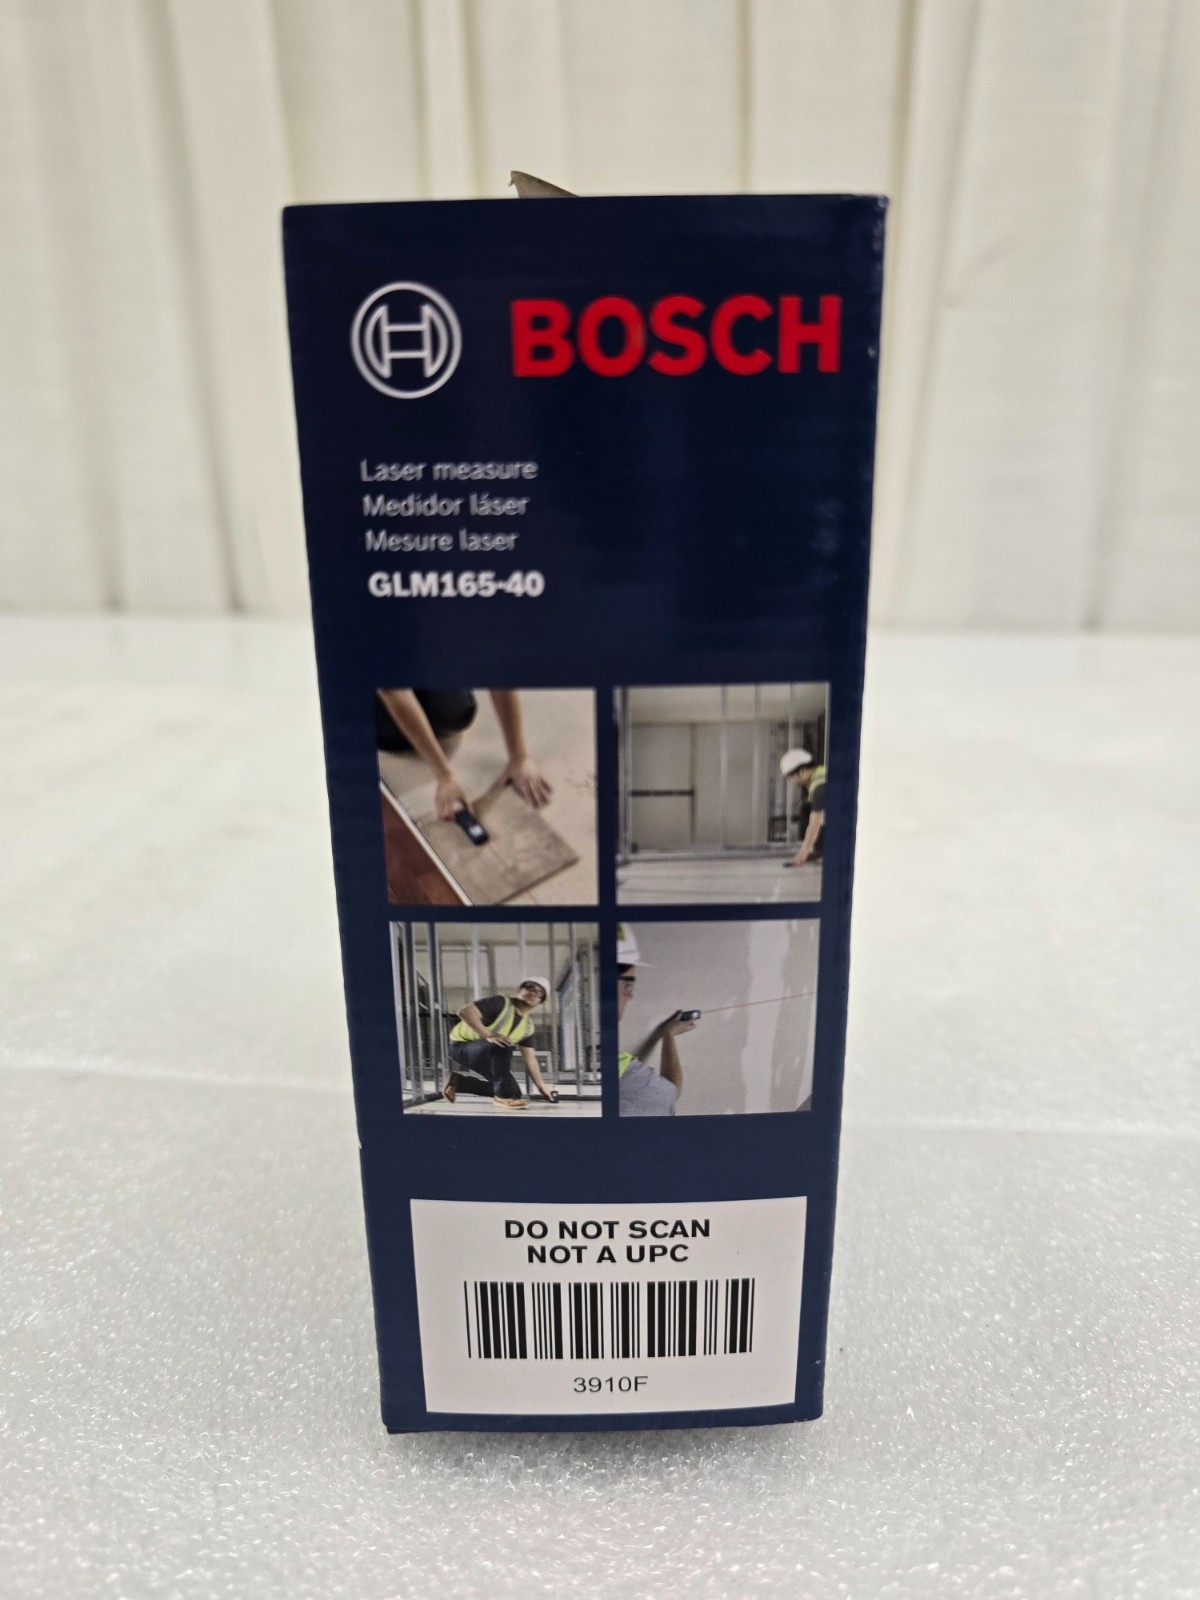 BOSCH
Laser measure
Medidor láser
Mesure laser
GLM165-40
DO NOT SCAN
NOT A UPC
3910F